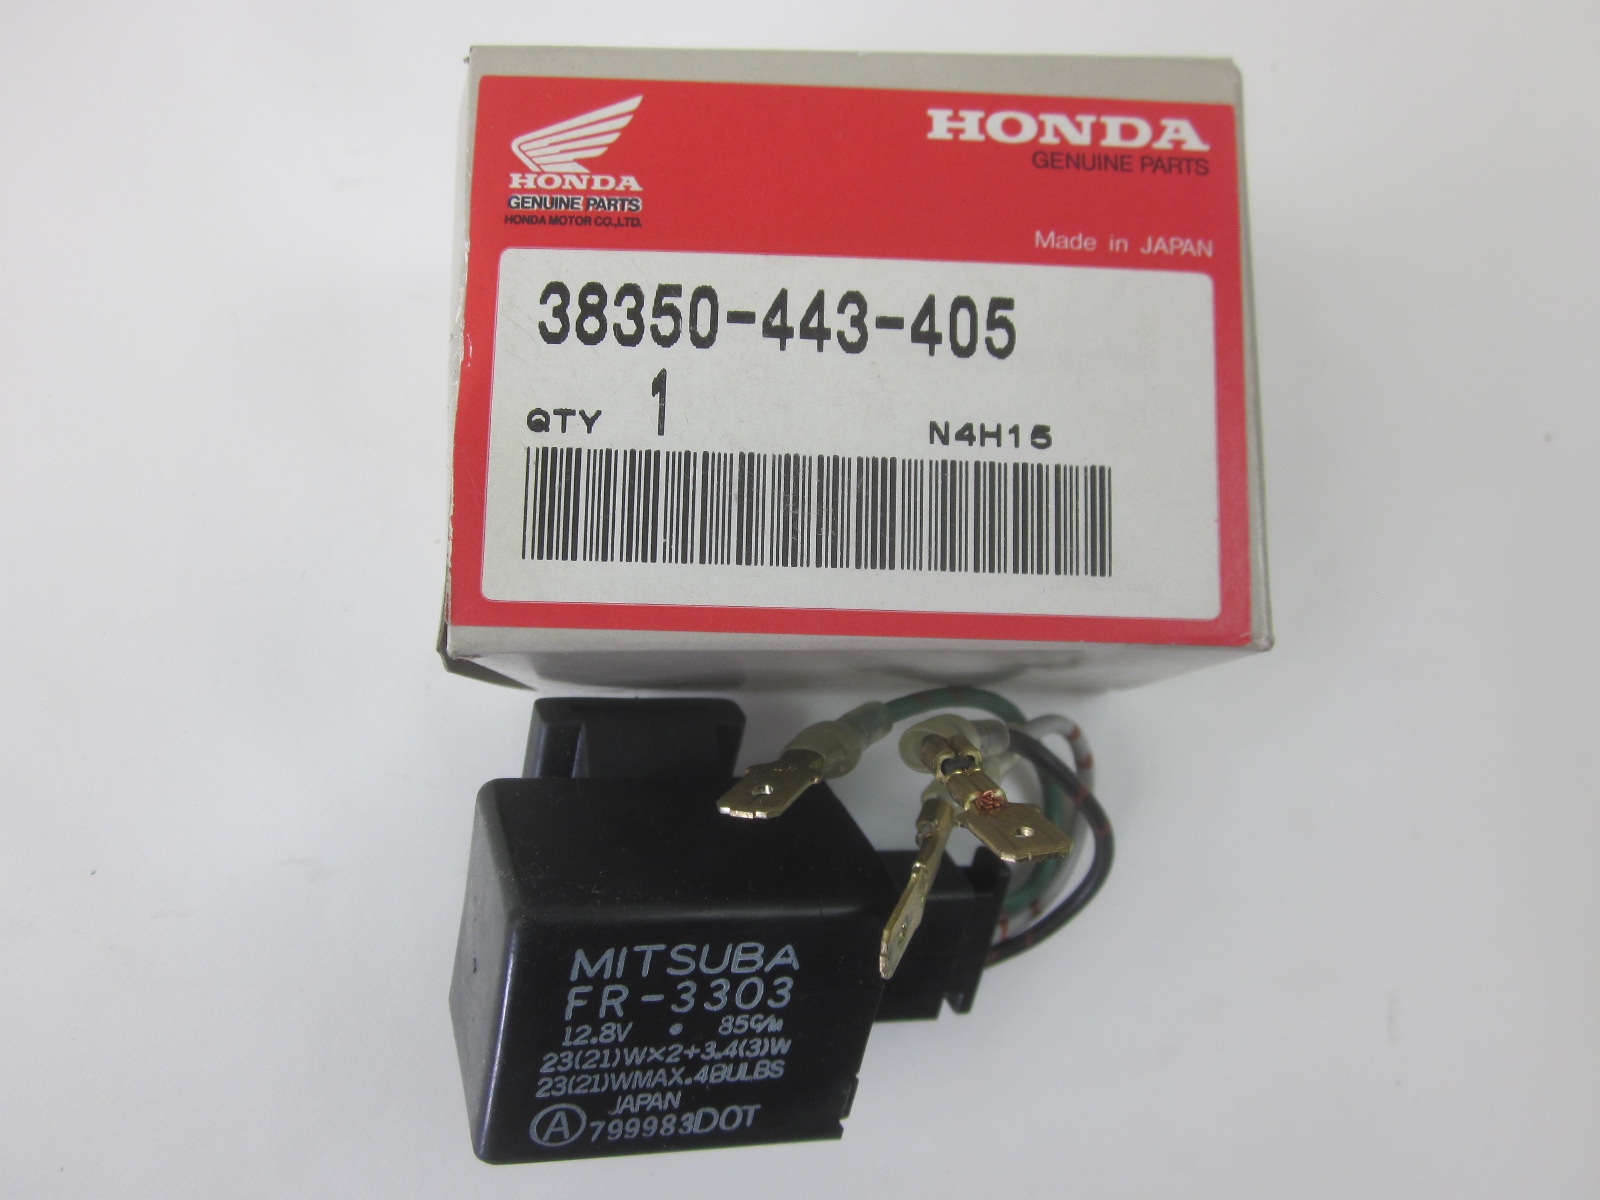 HONDA
GENUINE PARTS
HONDA MOTOR CO.,LTD.
HONDA
GENUINE PARTS
Made in JAPAN
38350-443-405
QTY 1
N4H15
MITSUBA
FR-3303
12.8V • 85c/m
23(21)W×2+3.4(3)W
23(21)WMAX.4BULBS
JAPAN
A 799983DOT